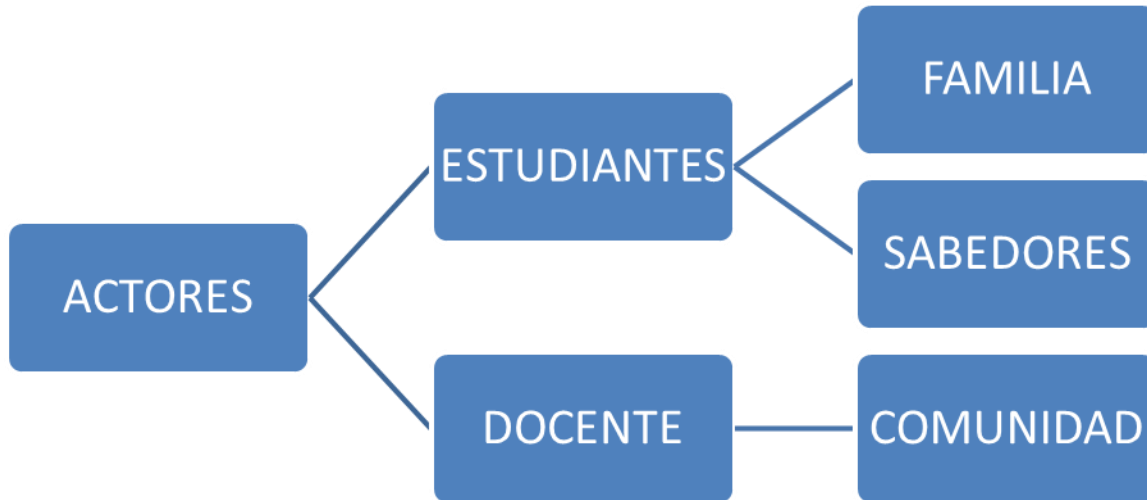 ACTORES
ESTUDIANTES
FAMILIA
SABEDORES
DOCENTE
COMUNIDAD